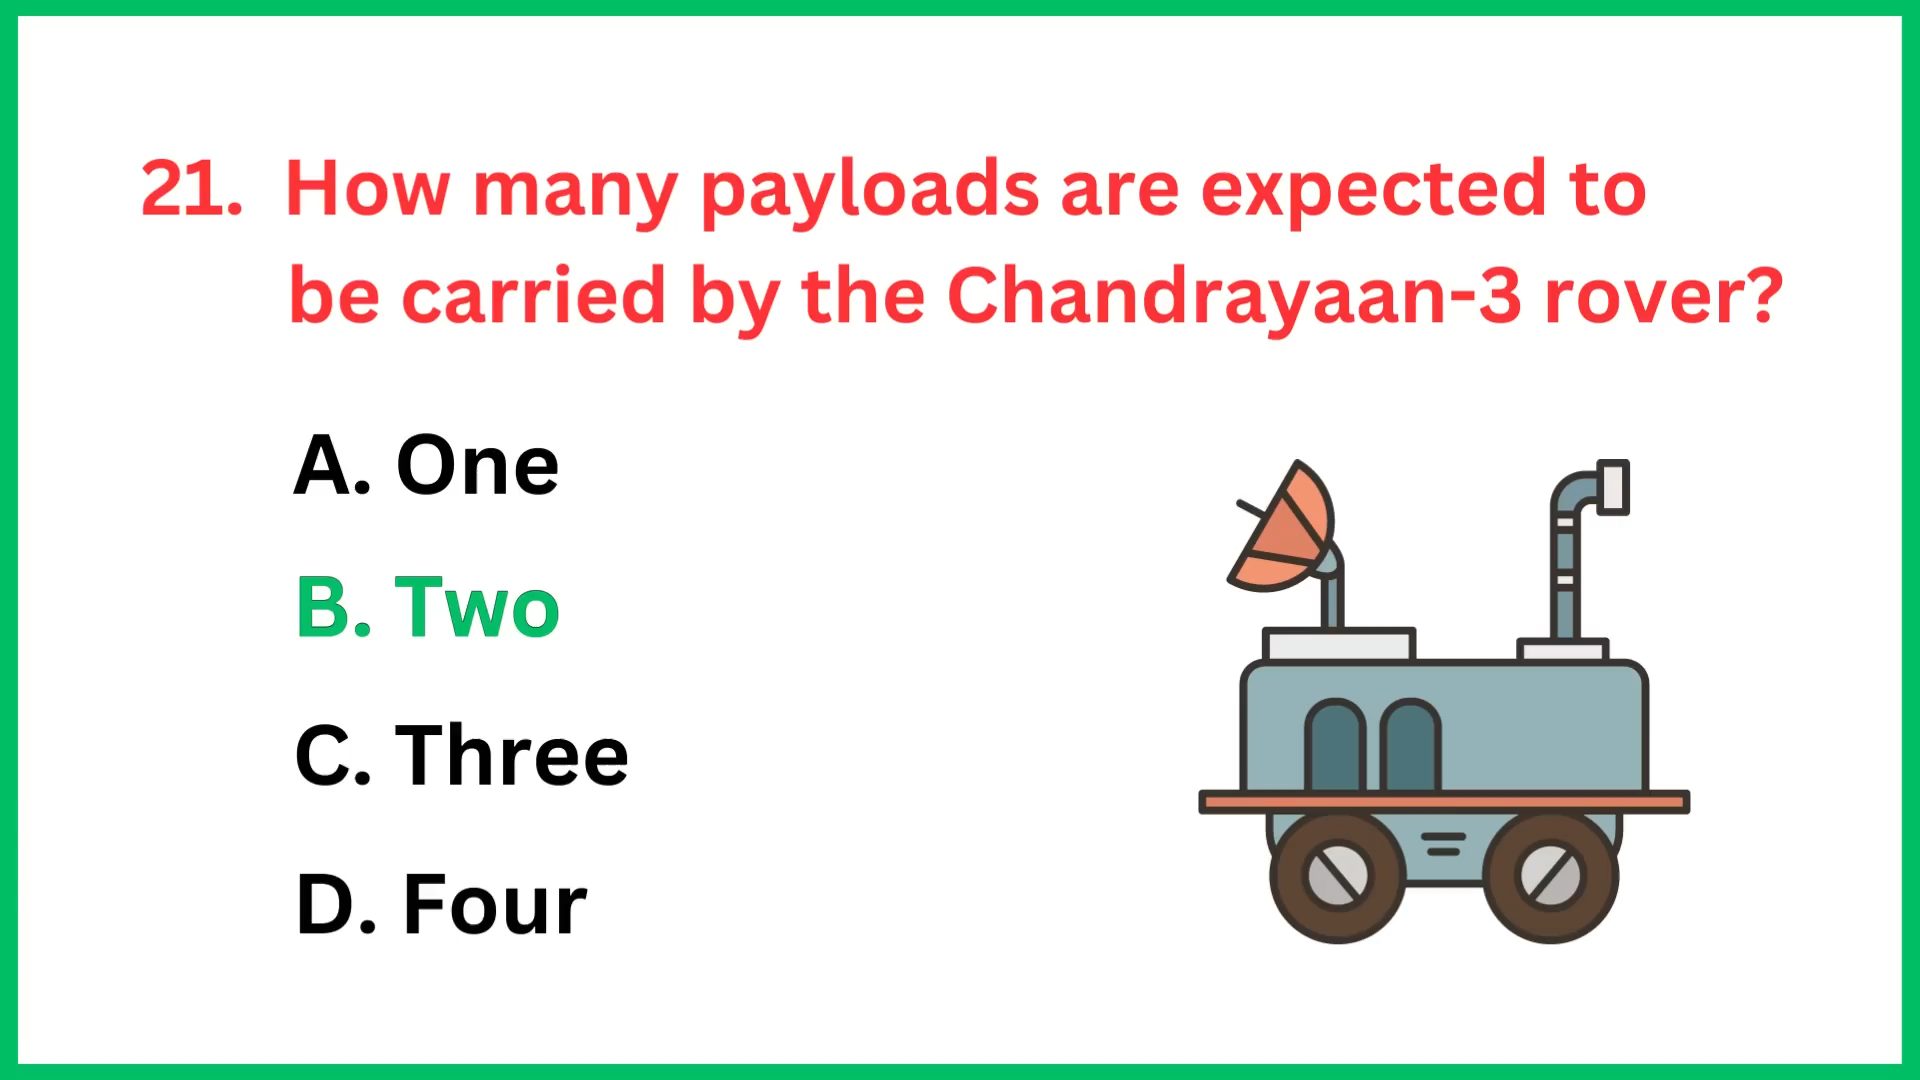 21. How many payloads are expected to
be carried by the Chandrayaan-3 rover?
A. One
B. Two
C. Three
D. Four